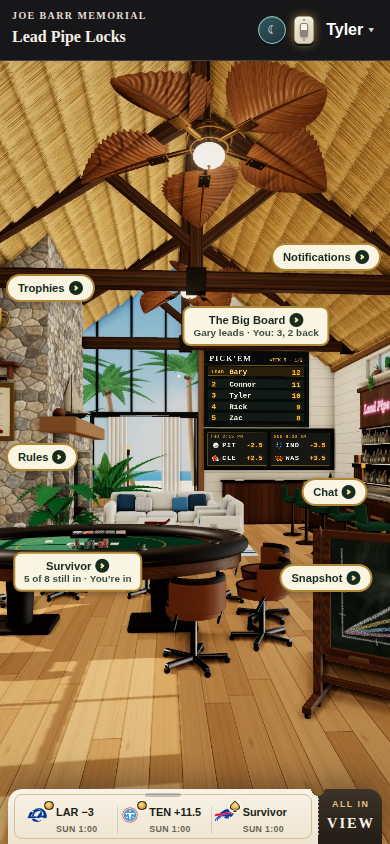 JOE BARR MEMORIAL
Lead Pipe Locks
Tyler
Notifications
Trophies
The Big Board
Gary leads · You: 3, 2 back
PICK'EM
LEAD Gary 12
2 Connor 11
3 Tyler 10
4 Rick 9
5 Zac 8
PIT -2.5
CLE +2.5
IND -3.5
WAS +3.5
Lead Pipe
Rules
Chat
Survivor
5 of 8 still in · You're in
Snapshot
LAR −3
SUN 1:00
TEN +11.5
SUN 1:00
Survivor
SUN 1:00
ALL IN
VIEW